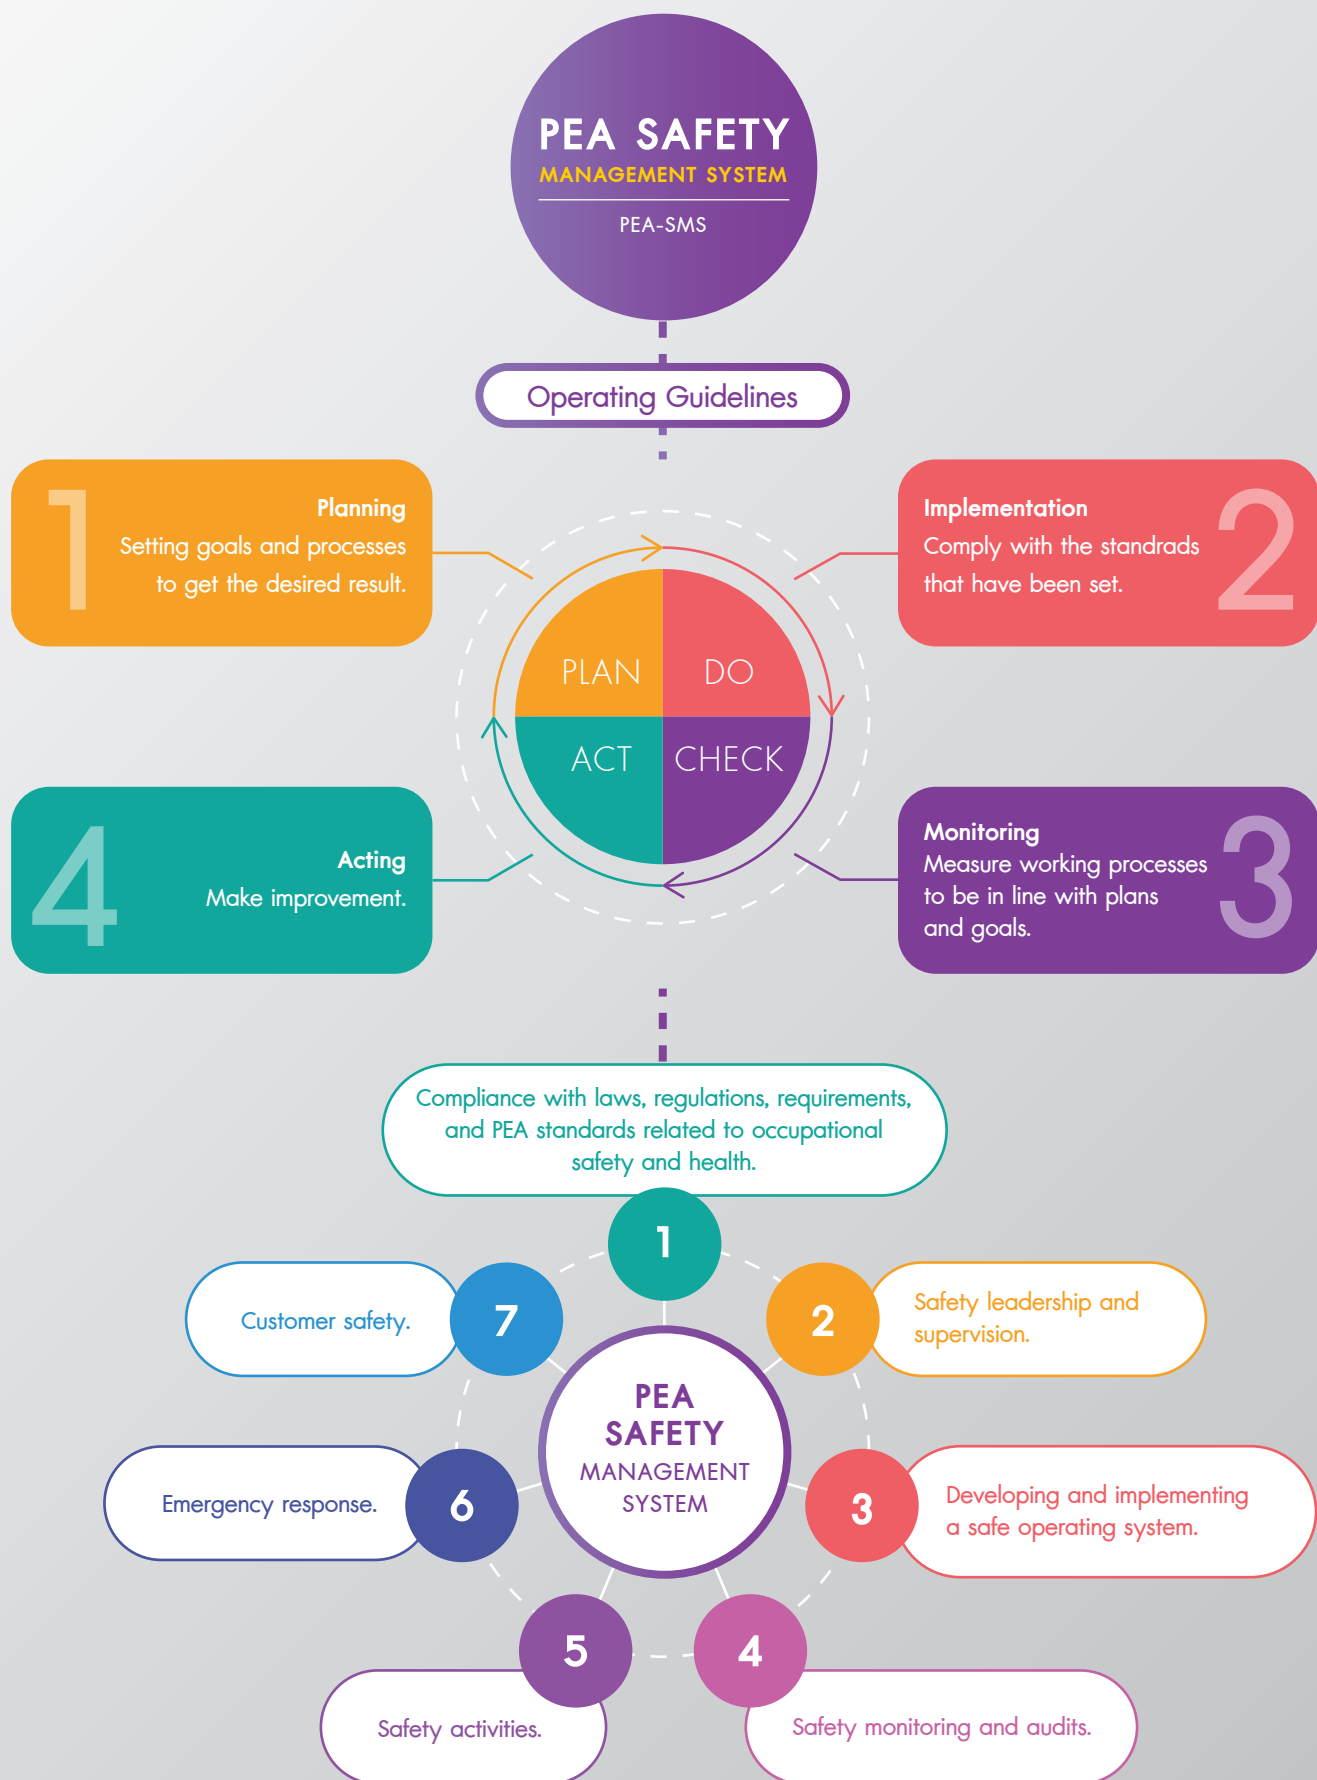 PEA SAFETY
MANAGEMENT SYSTEM
PEA-SMS
Operating Guidelines
1
Planning
Setting goals and processes
to get the desired result.
2
Implementation
Comply with the standrads
that have been set.
PLAN
DO
ACT
CHECK
4
Acting
Make improvement.
3
Monitoring
Measure working processes
to be in line with plans
and goals.
Compliance with laws, regulations, requirements,
and PEA standards related to occupational
safety and health.
1
2
Safety leadership and
supervision.
3
Developing and implementing
a safe operating system.
4
Safety monitoring and audits.
5
Safety activities.
6
Emergency response.
7
Customer safety.
PEA
SAFETY
MANAGEMENT
SYSTEM